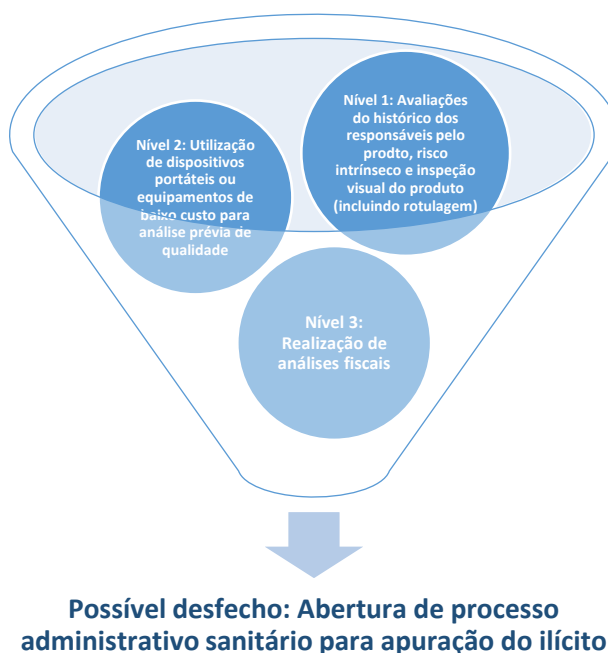 Nível 1: Avaliações
do histórico dos
responsáveis pelo
prodto, risco
intrínseco e inspeção
visual do produto
(incluindo rotulagem)
Nível 2: Utilização
de dispositivos
portáteis ou
equipamentos de
baixo custo para
análise prévia de
qualidade
Nível 3:
Realização de
análises fiscais
Possível desfecho: Abertura de processo
administrativo sanitário para apuração do ilícito